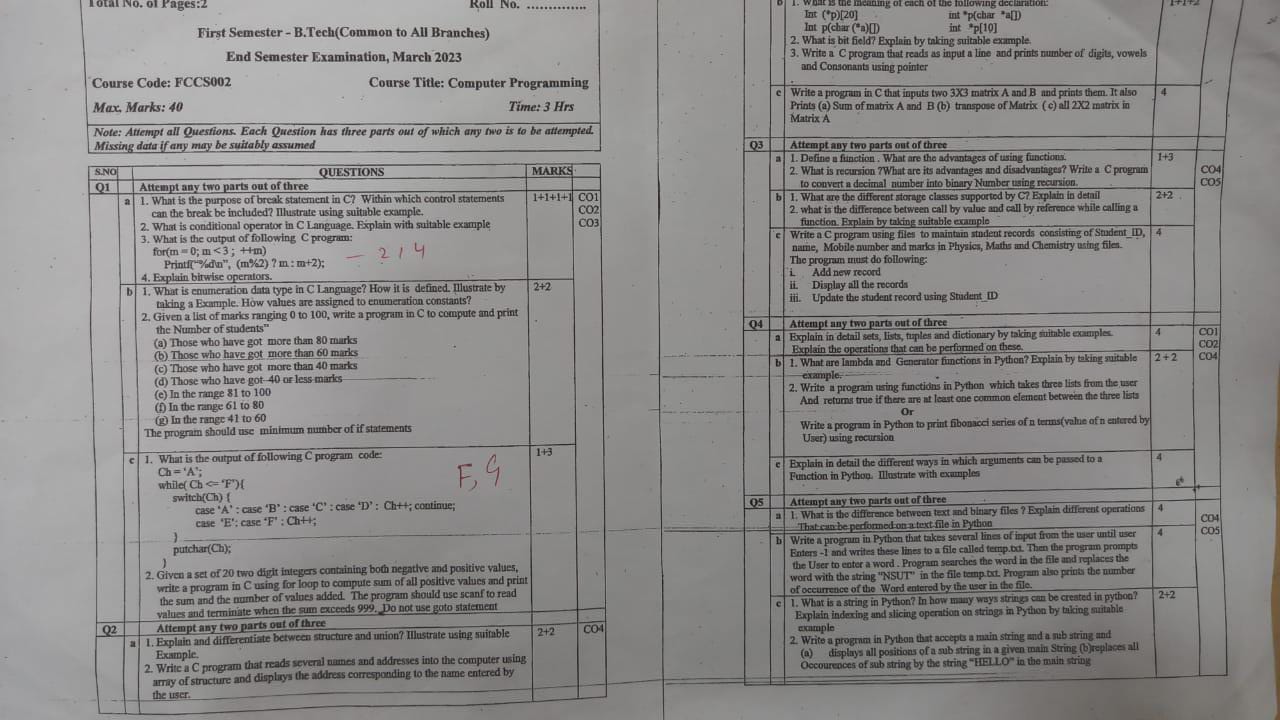 Total No. of Pages:2
Roll No. ..............
First Semester - B.Tech(Common to All Branches)
End Semester Examination, March 2023
Course Code: FCCS002 Course Title: Computer Programming
Max. Marks: 40 Time: 3 Hrs
Note: Attempt all Questions. Each Question has three parts out of which any two is to be attempted.
Missing data if any may be suitably assumed
S.NO QUESTIONS MARKS
Q1 Attempt any two parts out of three
a 1. What is the purpose of break statement in C? Within which control statements 1+1+1+1 CO1
can the break be included? Illustrate using suitable example. CO2
2. What is conditional operator in C Language. Explain with suitable example CO3
3. What is the output of following C program:
for(m = 0; m < 3 ; ++m)
Printf("%d\n", (m%2) ? m : m+2); — 2 1 4
4. Explain bitwise operators.
b 1. What is enumeration data type in C Language? How it is defined. Illustrate by 2+2
taking a Example. How values are assigned to enumeration constants?
2. Given a list of marks ranging 0 to 100, write a program in C to compute and print
the Number of students"
(a) Those who have got more than 80 marks
(b) Those who have got more than 60 marks
(c) Those who have got more than 40 marks
(d) Those who have got 40 or less marks
(e) In the range 81 to 100
(f) In the range 61 to 80
(g) In the range 41 to 60
The program should use minimum number of if statements
c 1. What is the output of following C program code: 1+3
Ch = 'A';
while( Ch <= 'F'){ F, G
switch(Ch) {
case 'A' : case 'B' : case 'C' : case 'D' : Ch++; continue;
case 'E': case 'F' : Ch++;
}
putchar(Ch);
}
2. Given a set of 20 two digit integers containing both negative and positive values,
write a program in C using for loop to compute sum of all positive values and print
the sum and the number of values added. The program should use scanf to read
values and terminate when the sum exceeds 999. Do not use goto statement
Q2 Attempt any two parts out of three
a 1. Explain and differentiate between structure and union? Illustrate using suitable 2+2 CO4
Example.
2. Write a C program that reads several names and addresses into the computer using
array of structure and displays the address corresponding to the name entered by
the user.
b 1. What is the meaning of each of the following declaration: 1+1+2
Int (*p)[20] int *p(char *a[])
Int p(char (*a)[]) int *p[10]
2. What is bit field? Explain by taking suitable example.
3. Write a C program that reads as input a line and prints number of digits, vowels
and Consonants using pointer
c Write a program in C that inputs two 3X3 matrix A and B and prints them. It also 4
Prints (a) Sum of matrix A and B (b) transpose of Matrix (c) all 2X2 matrix in
Matrix A
Q3 Attempt any two parts out of three
a 1. Define a function . What are the advantages of using functions. 1+3
2. What is recursion ?What are its advantages and disadvantages? Write a C program CO4
to convert a decimal number into binary Number using recursion. CO5
b 1. What are the different storage classes supported by C? Explain in detail 2+2
2. what is the difference between call by value and call by reference while calling a
function. Explain by taking suitable example
c Write a C program using files to maintain student records consisting of Student_ID, 4
name, Mobile number and marks in Physics, Maths and Chemistry using files.
The program must do following:
i. Add new record
ii. Display all the records
iii. Update the student record using Student_ID
Q4 Attempt any two parts out of three
a Explain in detail sets, lists, tuples and dictionary by taking suitable examples. 4 CO1
Explain the operations that can be performed on these. CO2
b 1. What are lambda and Generator functions in Python? Explain by taking suitable 2 + 2 CO4
example.
2. Write a program using functions in Python which takes three lists from the user
And returns true if there are at least one common element between the three lists
Or
Write a program in Python to print fibonacci series of n terms(value of n entered by
User) using recursion
c Explain in detail the different ways in which arguments can be passed to a 4
Function in Python. Illustrate with examples
Q5 Attempt any two parts out of three
a 1. What is the difference between text and binary files ? Explain different operations 4
That can be performed on a text file in Python CO4
b Write a program in Python that takes several lines of input from the user until user 4 CO5
Enters -1 and writes these lines to a file called temp.txt. Then the program prompts
the User to enter a word . Program searches the word in the file and replaces the
word with the string "NSUT" in the file temp.txt. Program also prints the number
of occurrence of the Word entered by the user in the file.
c 1. What is a string in Python? In how many ways strings can be created in python? 2+2
Explain indexing and slicing operation on strings in Python by taking suitable
example
2. Write a program in Python that accepts a main string and a sub string and
(a) displays all positions of a sub string in a given main String (b)replaces all
Occourences of sub string by the string "HELLO" in the main string